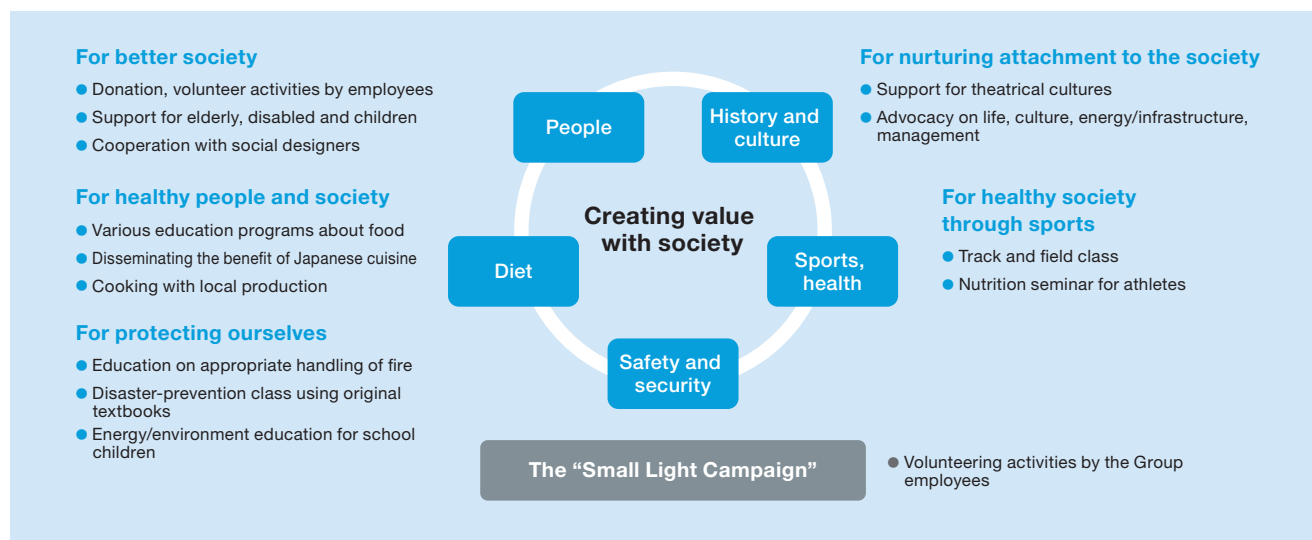 For better society
Donation, volunteer activities by employees
Support for elderly, disabled and children
Cooperation with social designers
For healthy people and society
Various education programs about food
Disseminating the benefit of Japanese cuisine
Cooking with local production
For protecting ourselves
Education on appropriate handling of fire
Disaster-prevention class using original
textbooks
Energy/environment education for school
children
People
History and
culture
Creating value
with society
Diet
Sports,
health
Safety and
security
The “Small Light Campaign”
For nurturing attachment to the society
Support for theatrical cultures
Advocacy on life, culture, energy/infrastructure,
management
For healthy society
through sports
Track and field class
Nutrition seminar for athletes
Volunteering activities by the Group
employees